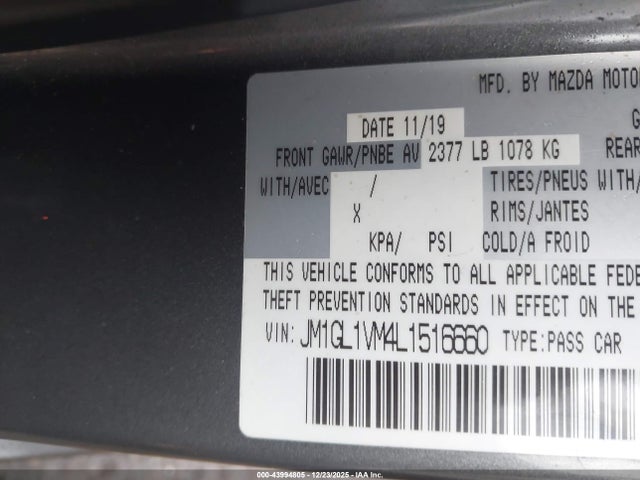 MFD. BY MAZDA MOTO
DATE 11/19 G
FRONT GAWR/PNBE AV 2377 LB 1078 KG REAR
WITH/AVEC / TIRES/PNEUS WITH/
X RIMS/JANTES
KPA/ PSI COLD/A FROID
THIS VEHICLE CONFORMS TO ALL APPLICABLE FEDE
THEFT PREVENTION STANDARDS IN EFFECT ON THE
VIN: JM1GL1VM4L1516660 TYPE:PASS CAR
000-43994805 - 12/23/2025 - IAA Inc.